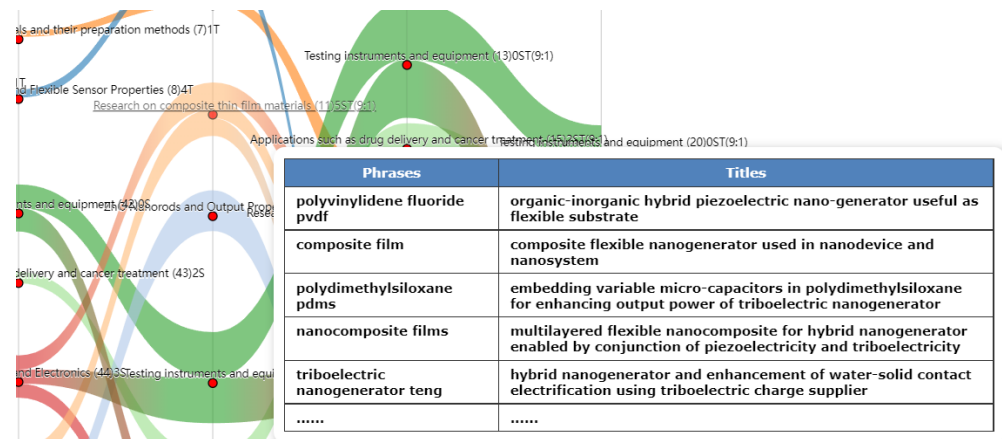 als and their preparation methods (7)1T
Testing instruments and equipment (13)0ST(9:1)
1T
nd Flexible Sensor Properties (8)4T
Research on composite thin film materials (11)5ST(9:1)
Applications such as drug delivery and cancer treatment (15)2ST(9:1)
Testing instruments and equipment (20)0ST(9:1)
nts and equipment (42)0S
ZnO Nanorods and Output Prope
Resea
delivery and cancer treatment (43)2S
and Electronics (44)3S
Testing instruments and equi
Phrases Titles
polyvinylidene fluoride pvdf
organic-inorganic hybrid piezoelectric nano-generator useful as
flexible substrate
composite film
composite flexible nanogenerator used in nanodevice and
nanosystem
polydimethylsiloxane
pdms
embedding variable micro-capacitors in polydimethylsiloxane
for enhancing output power of triboelectric nanogenerator
nanocomposite films
multilayered flexible nanocomposite for hybrid nanogenerator
enabled by conjunction of piezoelectricity and triboelectricity
triboelectric
nanogenerator teng
hybrid nanogenerator and enhancement of water-solid contact
electrification using triboelectric charge supplier
...... ......